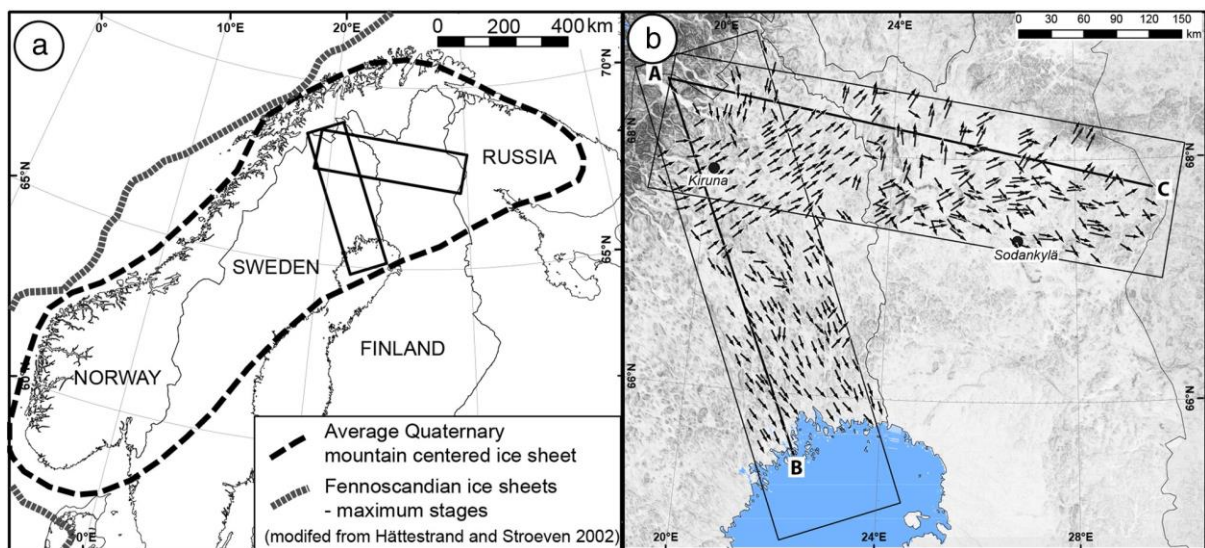 a
0°
10°E
20°E
0 200 400
km
70°N
65°N
RUSSIA
SWEDEN
65°N
FINLAND
NORWAY
Average Quaternary
mountain centered ice sheet
Fennoscandian ice sheets
- maximum stages
(modifed from Hättestrand and Stroeven 2002)
b
20°E
24°E
0 30 60 90 120 150
km
A
68°N
68°N
Kiruna
C
Sodankylä
66°N
66°N
B
20°E
24°E
28°E